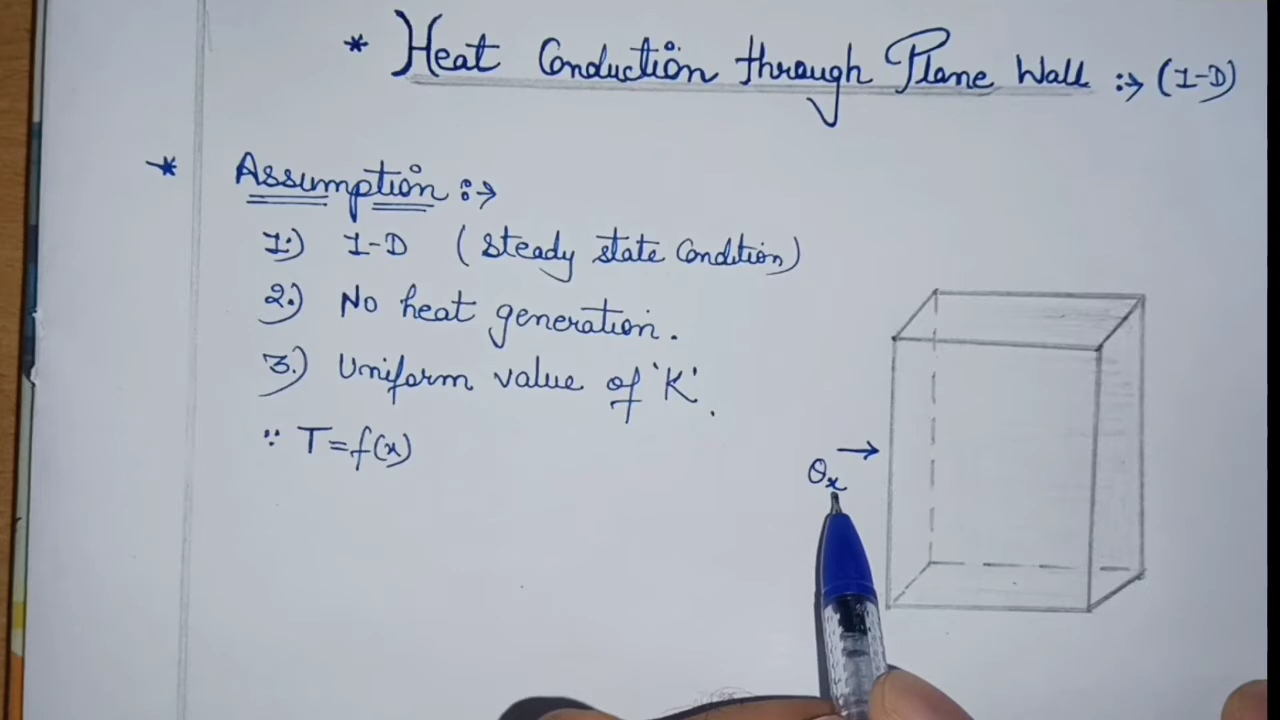 * Heat Conduction through Plane Wall :→ (1-D)
* Assumption :→
1.) 1-D (Steady state Condition)
2.) No heat generation.
3.) Uniform value of 'K'.
∵ T=f(x)
→
Qx